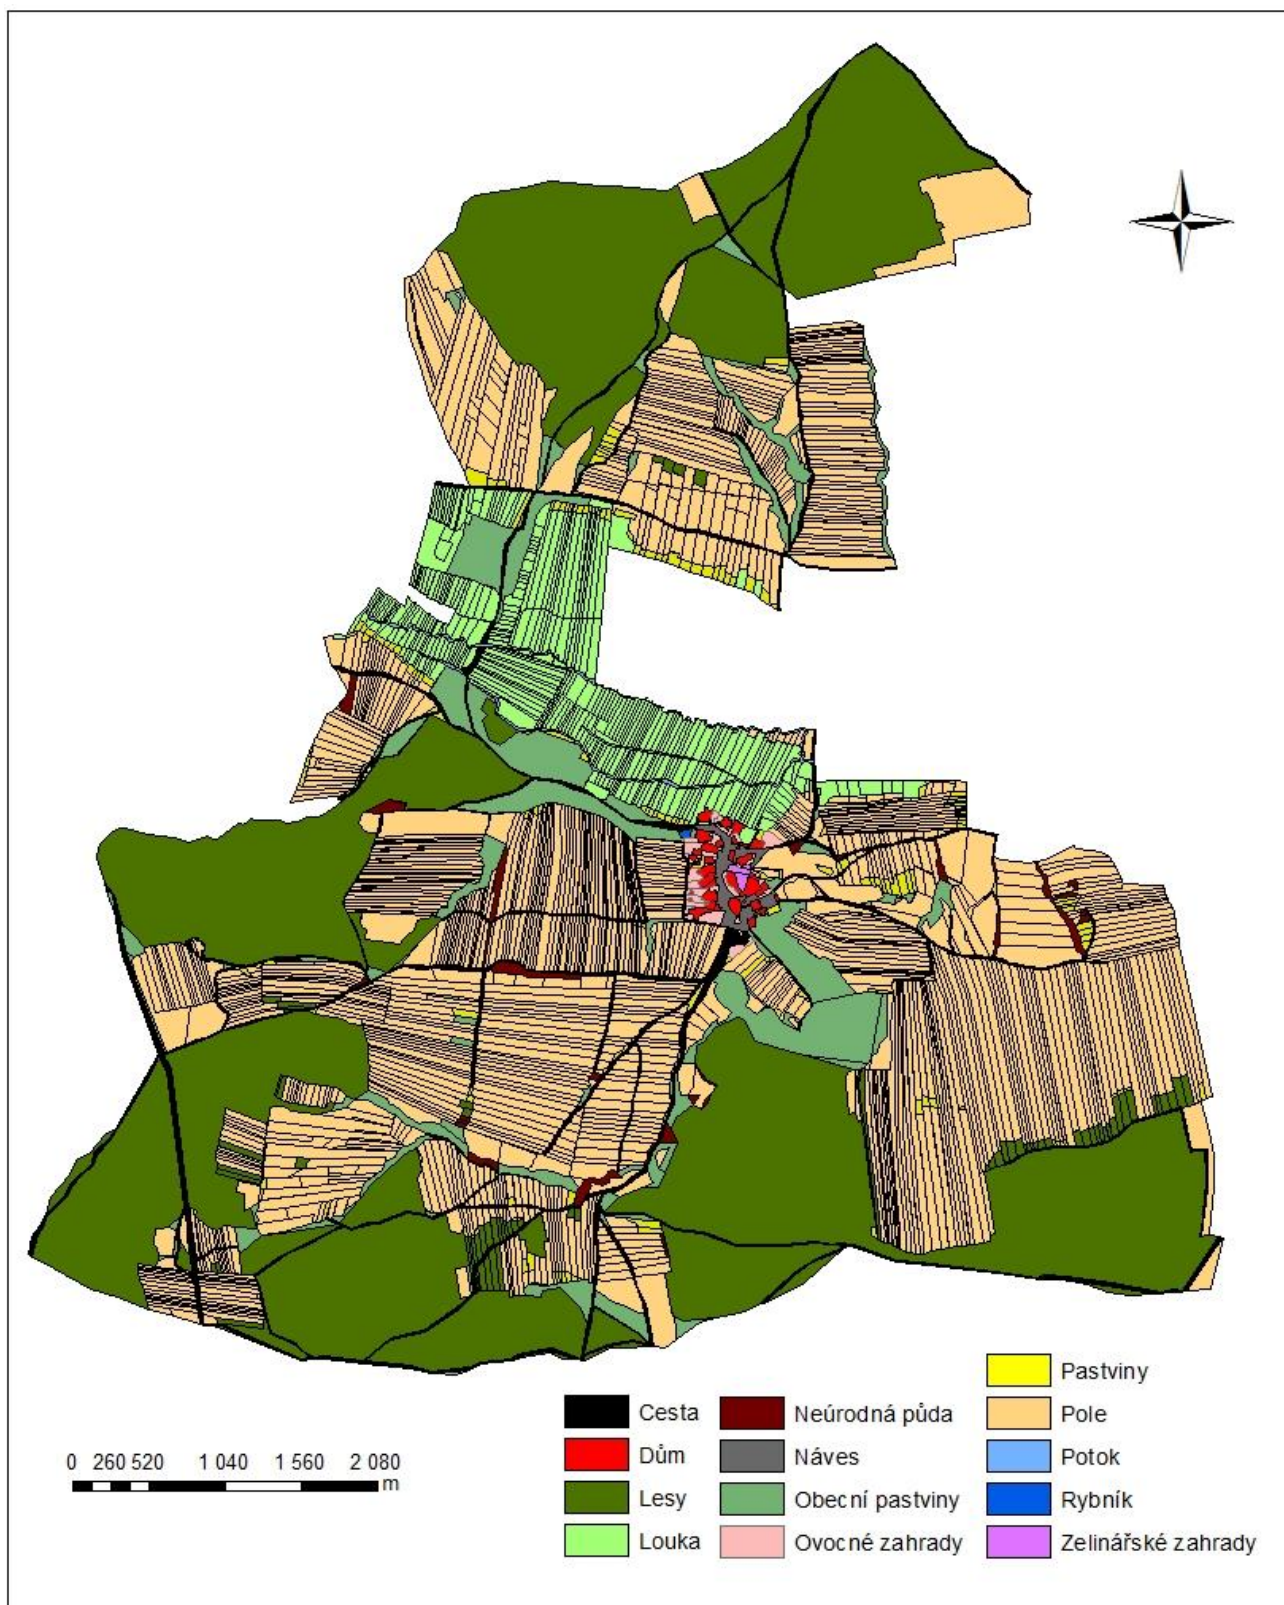 0 260 520 1 040 1 560 2 080
m
Cesta
Dům
Lesy
Louka
Neúrodná půda
Náves
Obecní pastviny
Ovocné zahrady
Pastviny
Pole
Potok
Rybník
Zelinářské zahrady